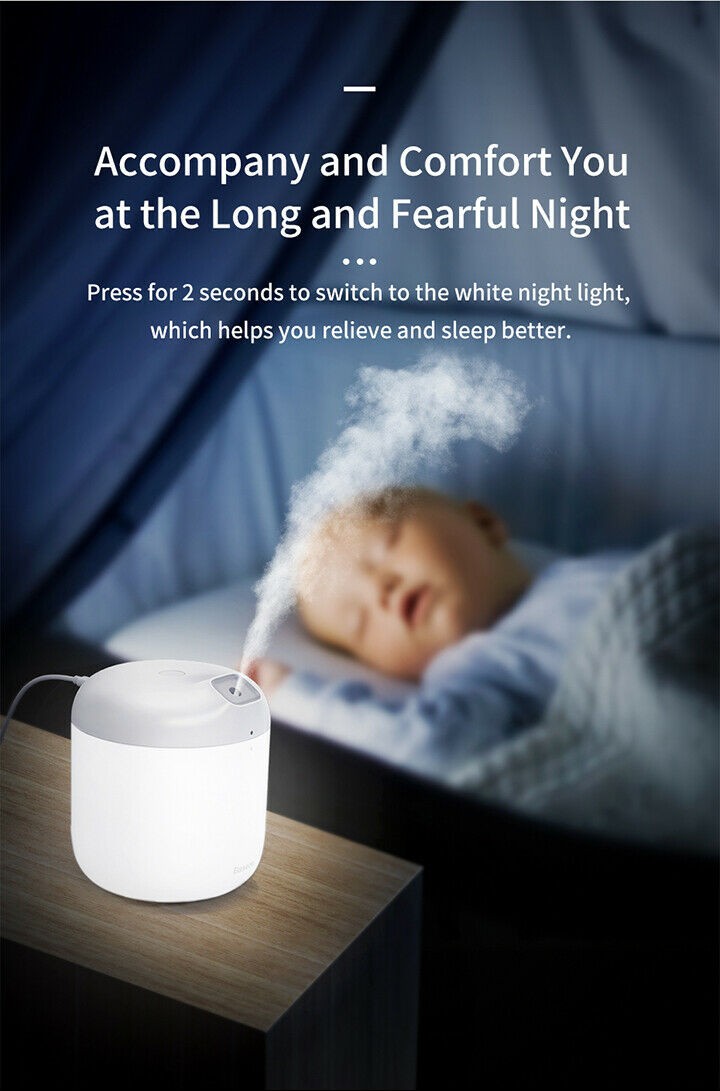 Accompany and Comfort You
at the Long and Fearful Night
Press for 2 seconds to switch to the white night light,
which helps you relieve and sleep better.